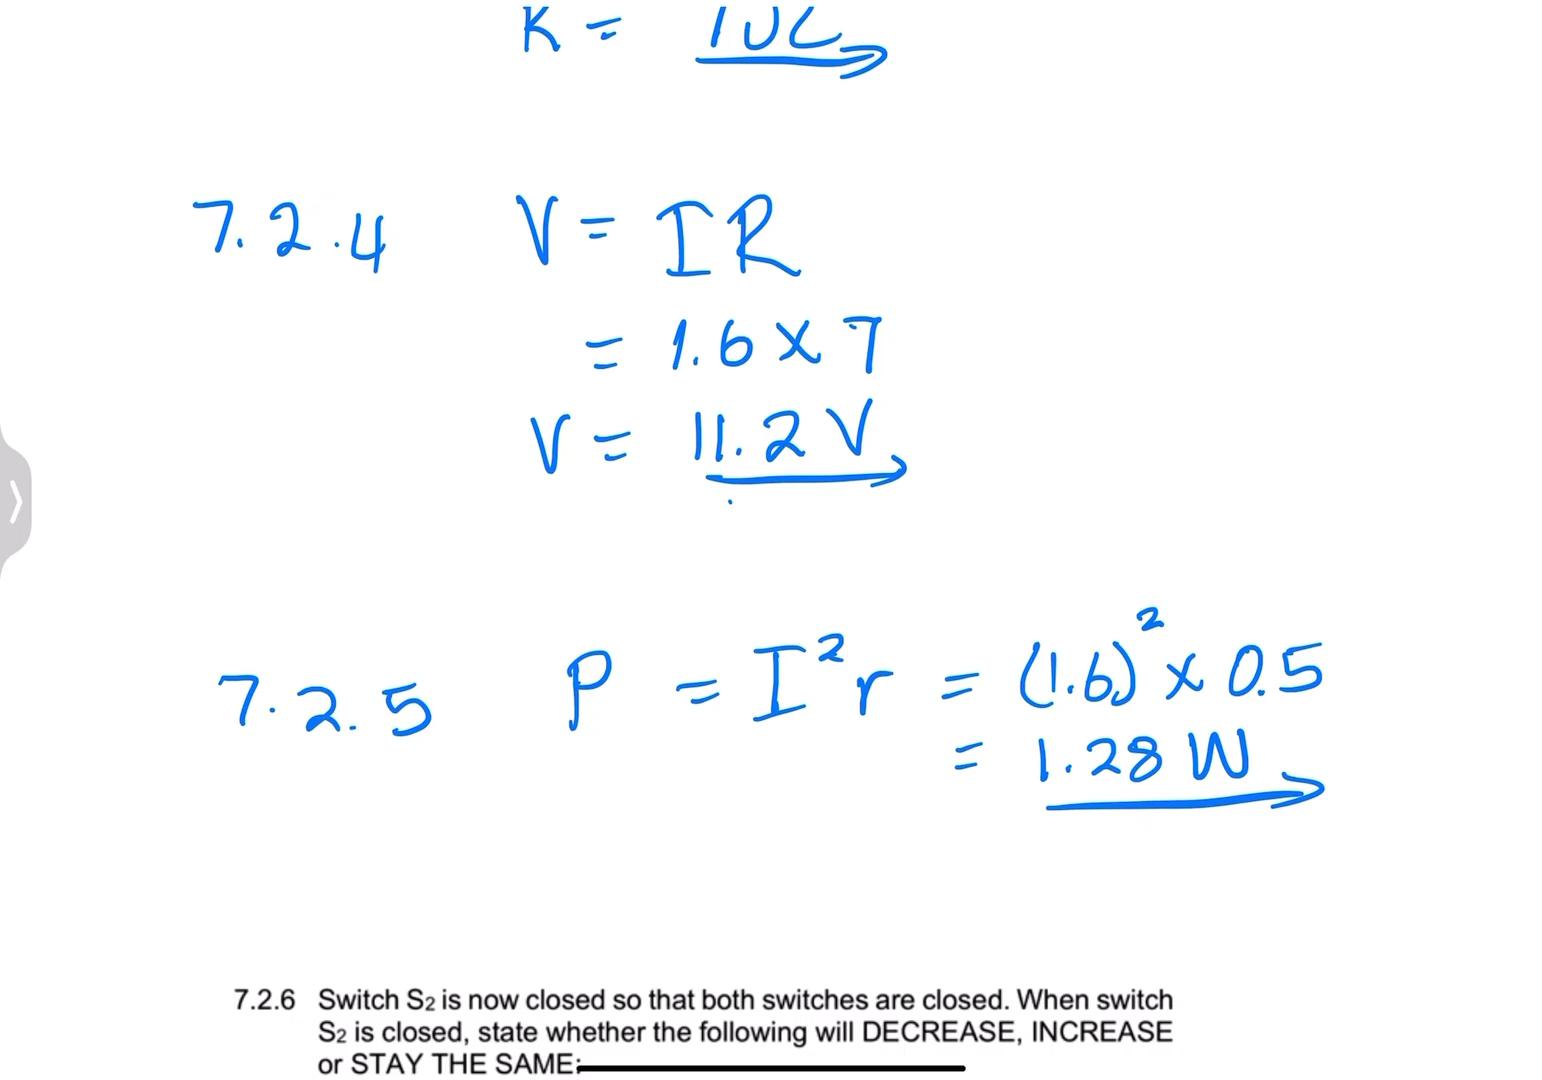 R = 10Ω
7.2.4 V = IR
= 1.6 x 7
V = 11.2 V
7.2.5 P = I²r = (1.6)² x 0.5
= 1.28 W
7.2.6 Switch S₂ is now closed so that both switches are closed. When switch
S₂ is closed, state whether the following will DECREASE, INCREASE
or STAY THE SAME: